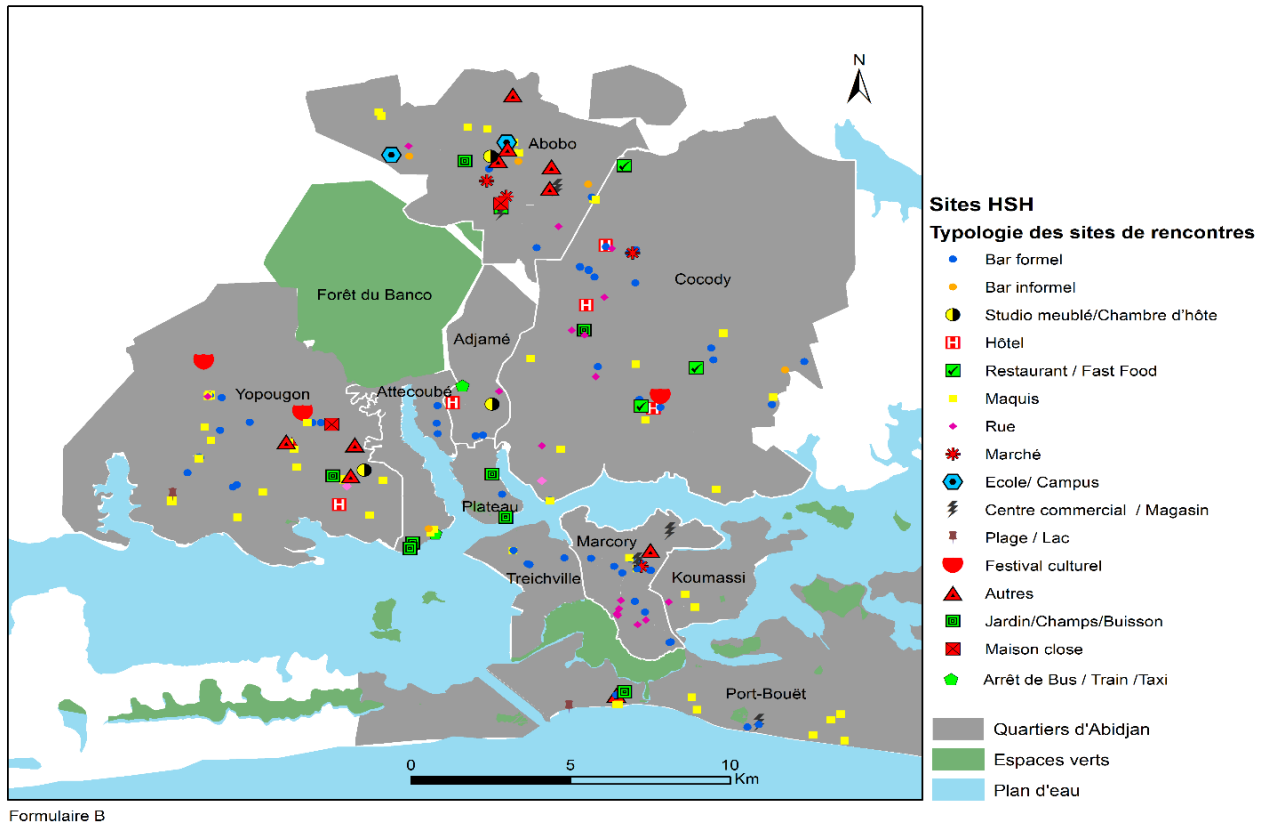 N
Abobo
Cocody
Forêt du Banco
Adjamé
Yopougon
Attecoubé
Plateau
Marcory
Treichville
Koumassi
Port-Bouët
0 5 10
Km
Sites HSH
Typologie des sites de rencontres
Bar formel
Bar informel
Studio meublé/Chambre d'hôte
H Hôtel
Restaurant / Fast Food
Maquis
Rue
Marché
Ecole/ Campus
Centre commercial / Magasin
Plage / Lac
Festival culturel
Autres
Jardin/Champs/Buisson
Maison close
Arrêt de Bus / Train /Taxi
Quartiers d'Abidjan
Espaces verts
Plan d'eau
Formulaire B